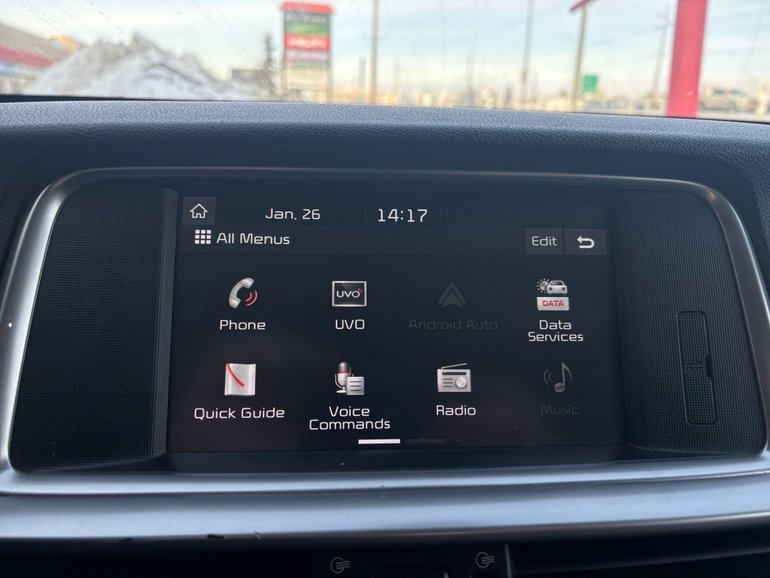 Jan. 26 14:17
All Menus Edit
UVO
DATA
Phone UVO Android Auto Data
Services
Quick Guide Voice
Commands Radio Music